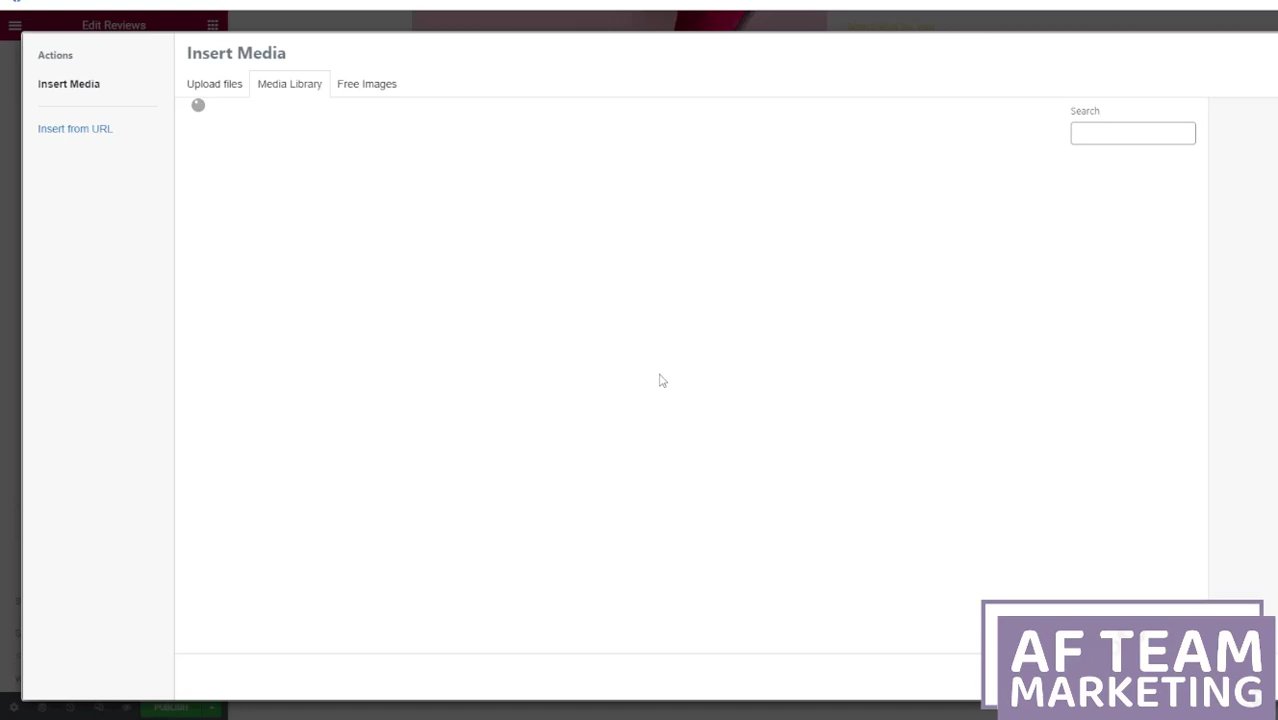 Edit Reviews
Actions
Insert Media
Insert from URL
Insert Media
Upload files
Media Library
Free Images
Search
PUBLISH
AF TEAM
MARKETING